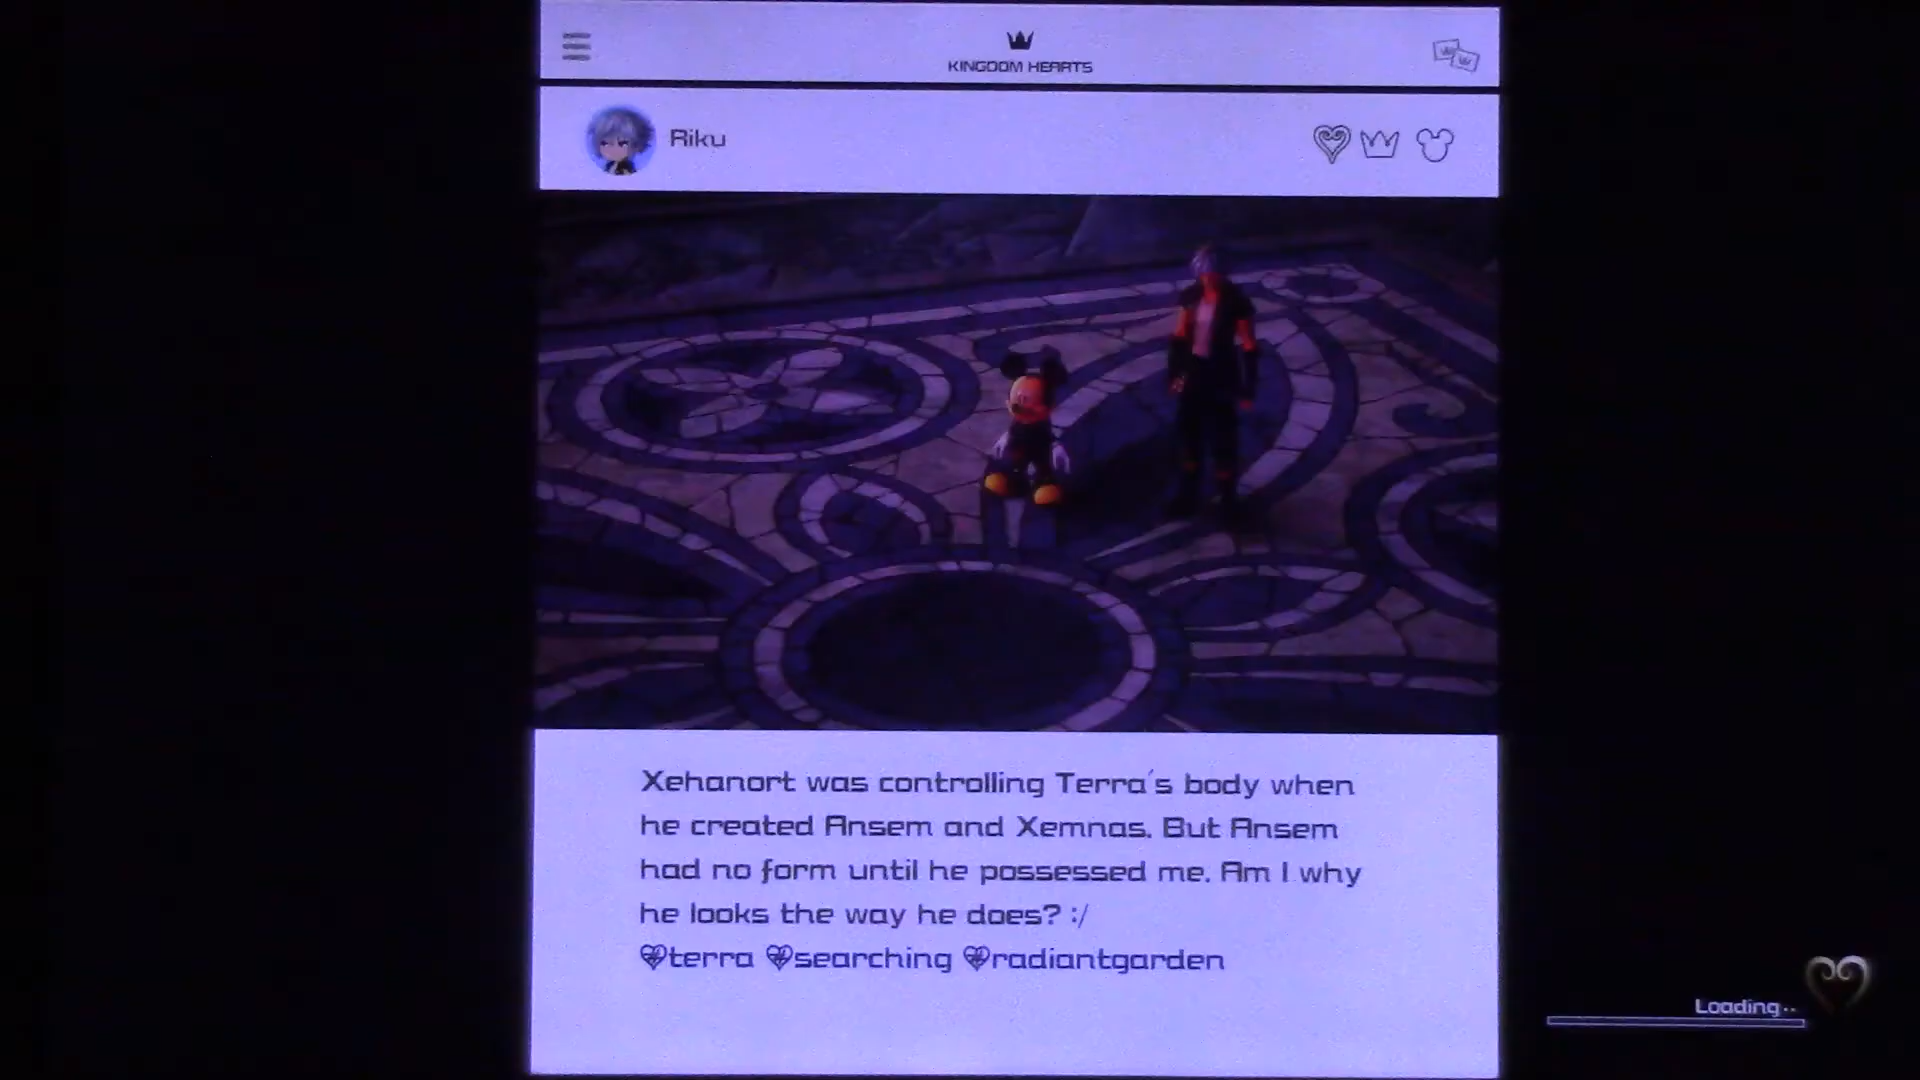 KINGDOM HEARTS
Riku
Xehanort was controlling Terra's body when
he created Ansem and Xemnas. But Ansem
had no form until he possessed me. Am I why
he looks the way he does? :/
terra searching radiantgarden
Loading..